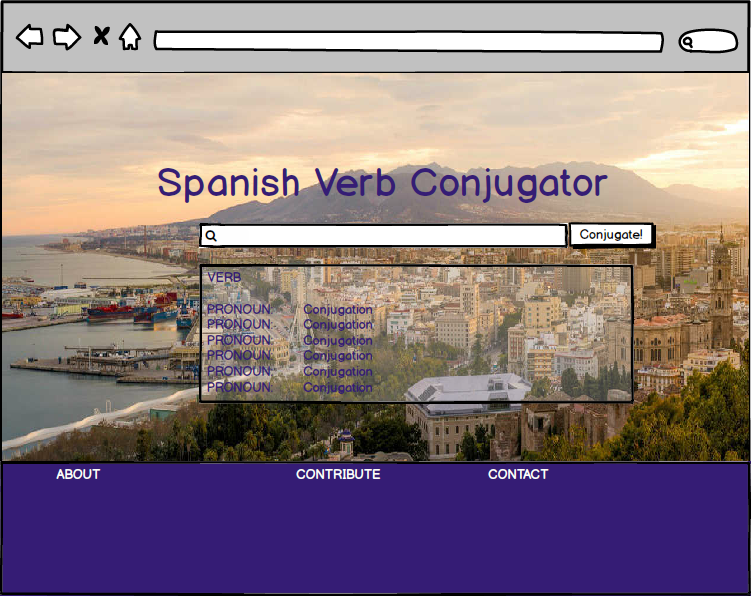 Spanish Verb Conjugator
Conjugate!
VERB
PRONOUN Conjugation
PRONOUN Conjugation
PRONOUN Conjugation
PRONOUN Conjugation
PRONOUN Conjugation
PRONOUN Conjugation
ABOUT CONTRIBUTE CONTACT